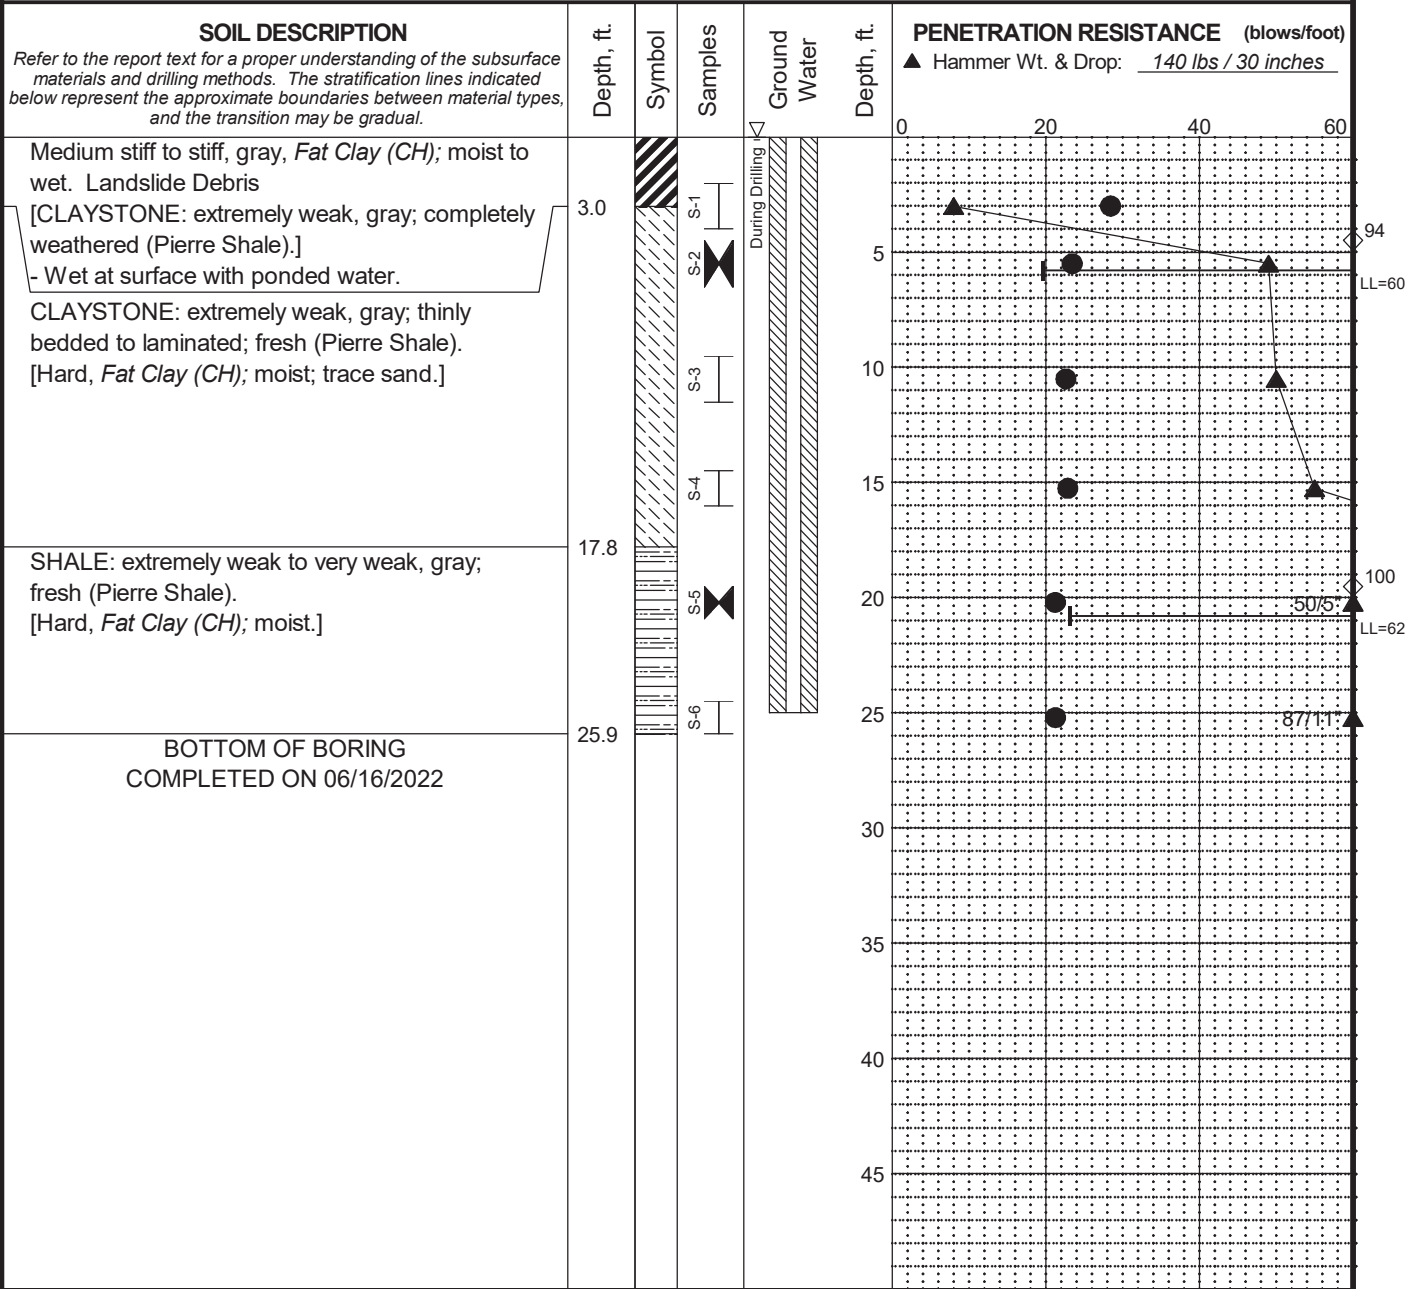 SOIL DESCRIPTION
Refer to the report text for a proper understanding of the subsurface
materials and drilling methods. The stratification lines indicated
below represent the approximate boundaries between material types,
and the transition may be gradual.
Depth, ft.
Symbol
Samples
Ground
Water
Depth, ft.
PENETRATION RESISTANCE (blows/foot)
▲ Hammer Wt. & Drop: 140 lbs / 30 inches
0 20 40 60
Medium stiff to stiff, gray, Fat Clay (CH); moist to
wet. Landslide Debris
[CLAYSTONE: extremely weak, gray; completely
weathered (Pierre Shale).]
- Wet at surface with ponded water.
CLAYSTONE: extremely weak, gray; thinly
bedded to laminated; fresh (Pierre Shale).
[Hard, Fat Clay (CH); moist; trace sand.]
SHALE: extremely weak to very weak, gray;
fresh (Pierre Shale).
[Hard, Fat Clay (CH); moist.]
BOTTOM OF BORING
COMPLETED ON 06/16/2022
3.0
17.8
25.9
S-1
S-2
S-3
S-4
S-5
S-6
During Drilling
5
10
15
20
25
30
35
40
45
94
LL=60
100
50/5"
LL=62
87/11"